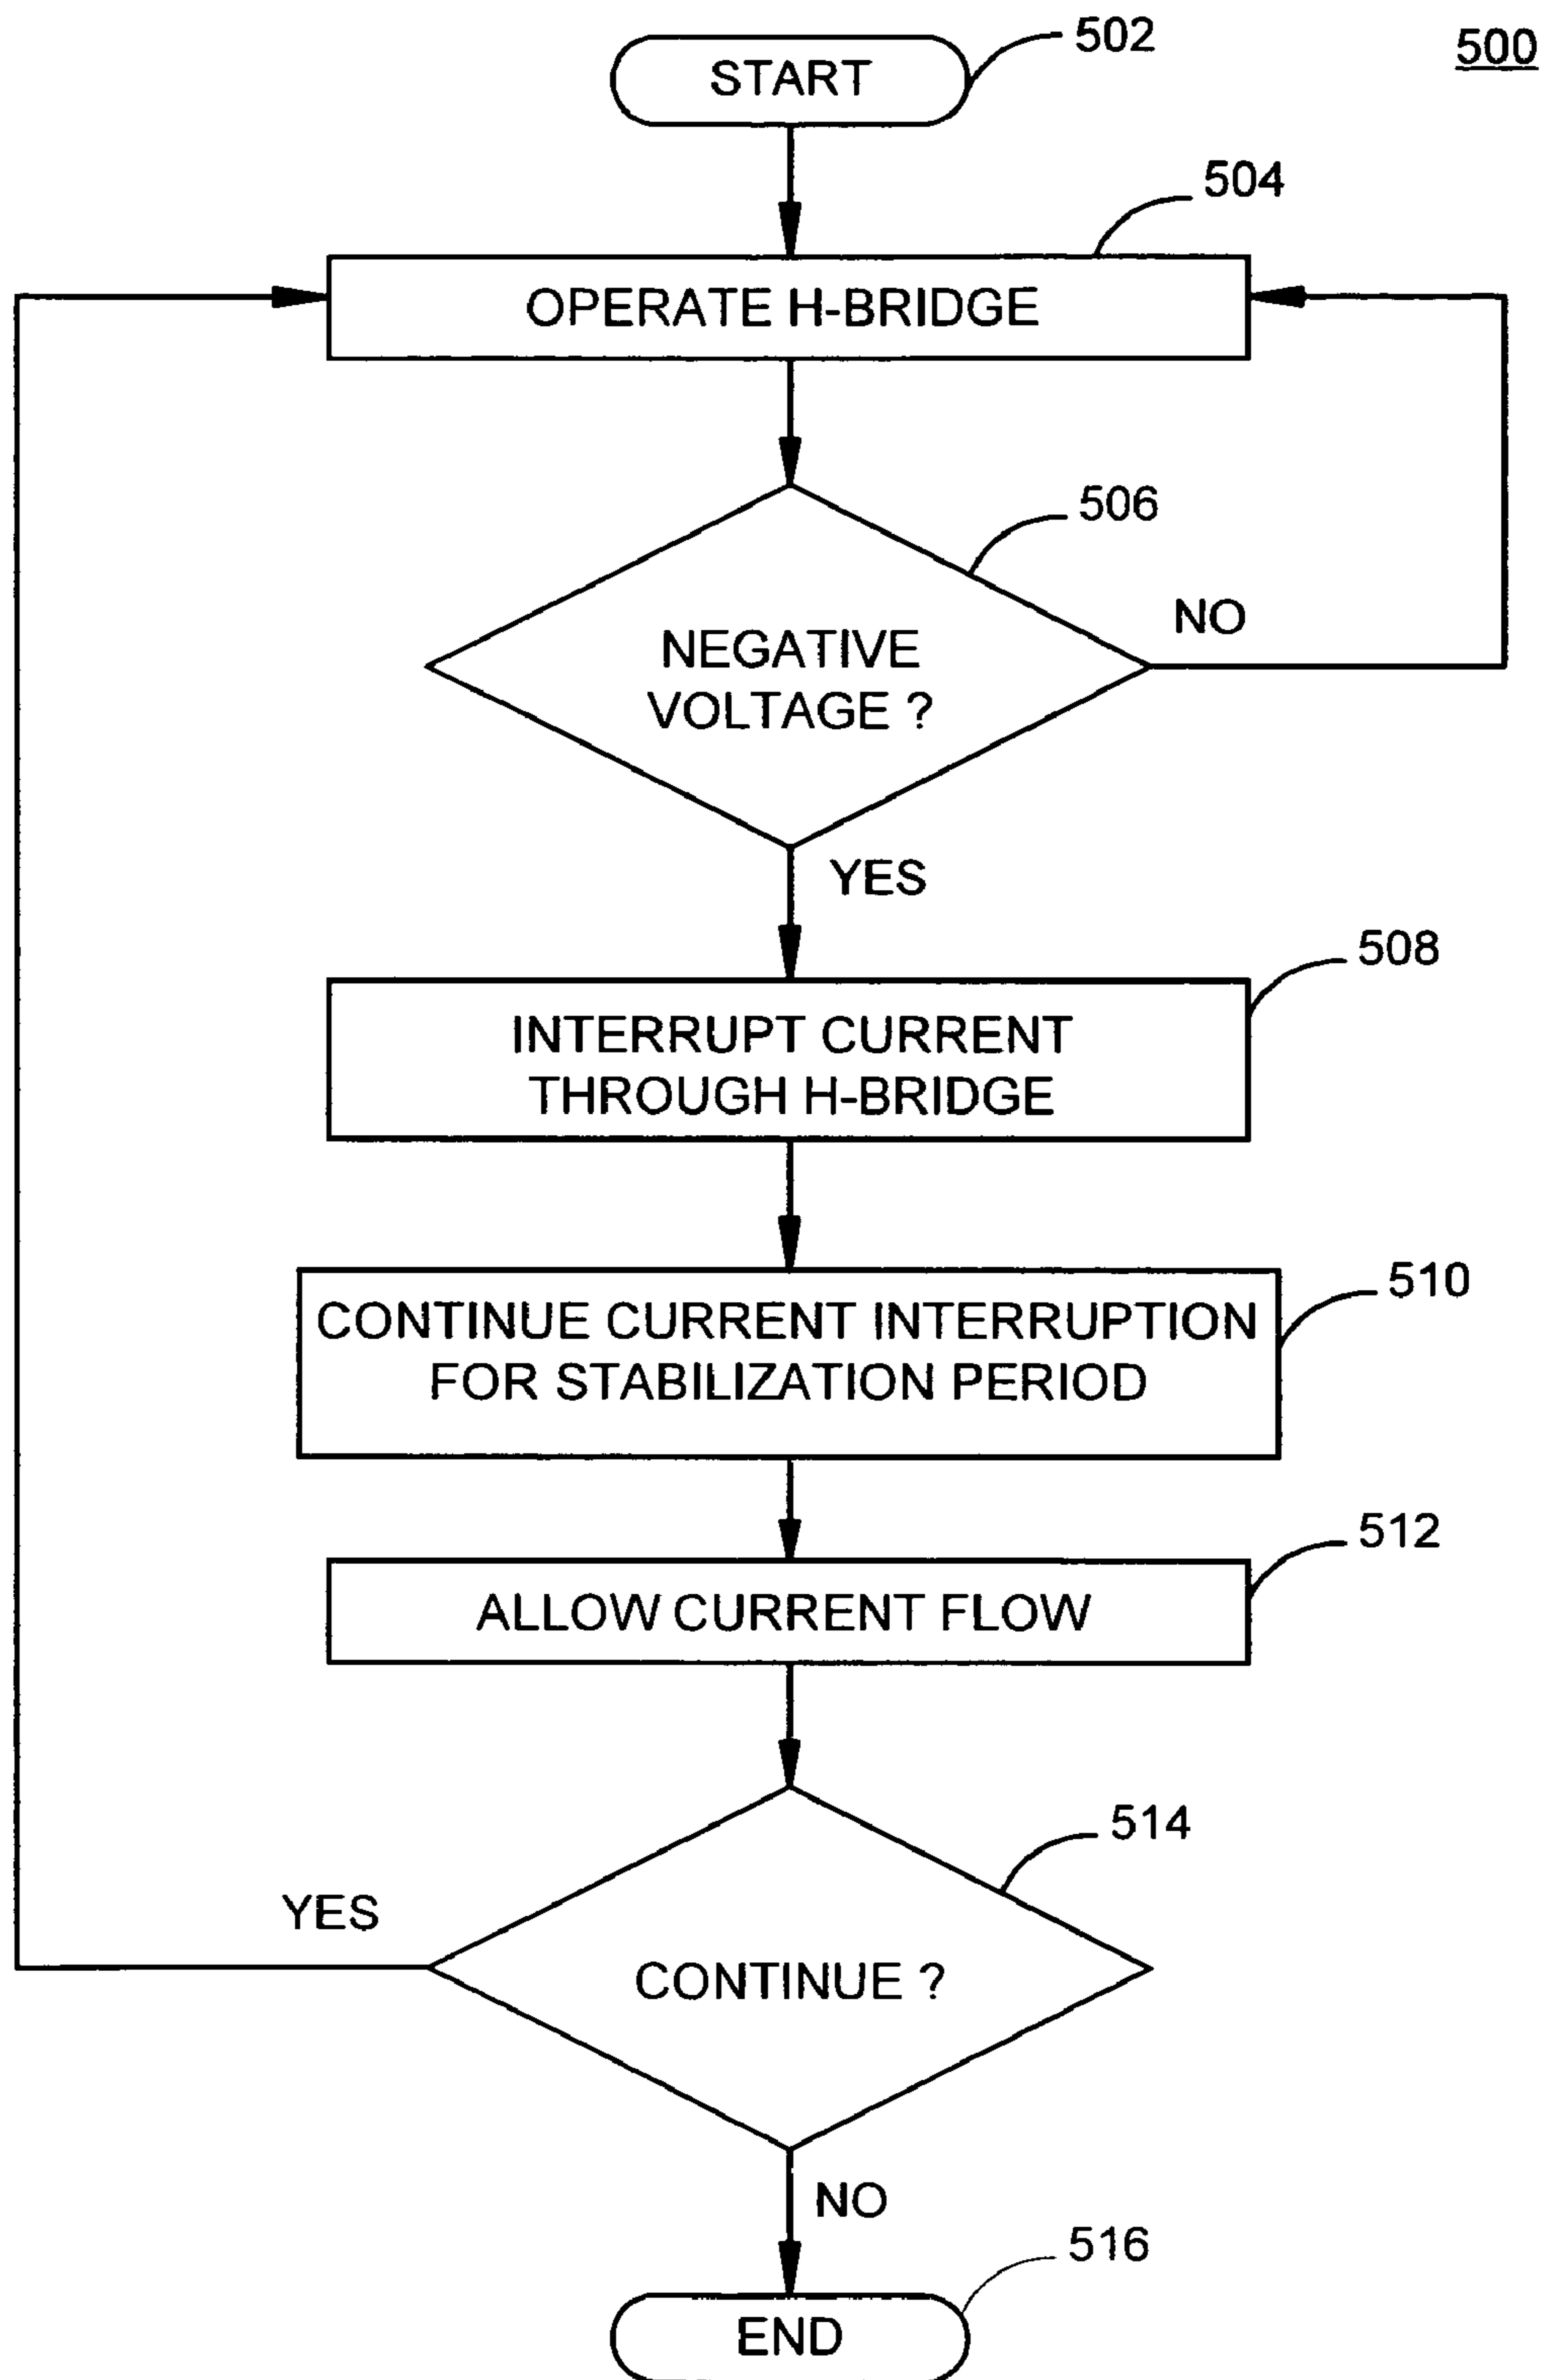 502
500
START
504
OPERATE H-BRIDGE
506
NO
NEGATIVE
VOLTAGE ?
YES
508
INTERRUPT CURRENT
THROUGH H-BRIDGE
510
CONTINUE CURRENT INTERRUPTION
FOR STABILIZATION PERIOD
512
ALLOW CURRENT FLOW
514
YES
CONTINUE ?
NO
516
END